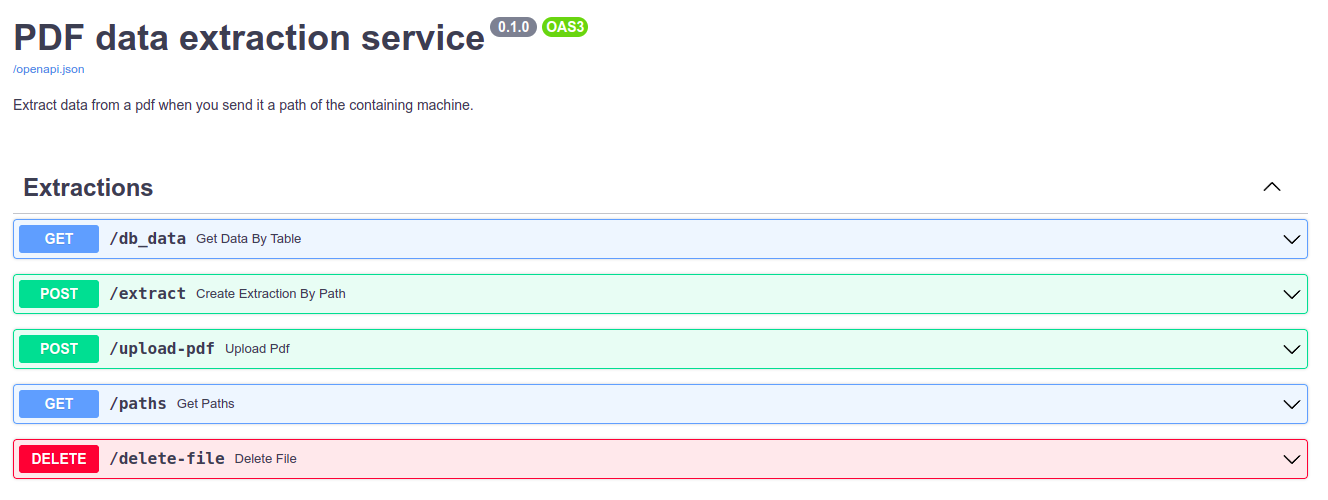 PDF data extraction service 0.1.0 OAS3
/openapi.json
Extract data from a pdf when you send it a path of the containing machine.
Extractions
GET /db_data Get Data By Table
POST /extract Create Extraction By Path
POST /upload-pdf Upload Pdf
GET /paths Get Paths
DELETE /delete-file Delete File